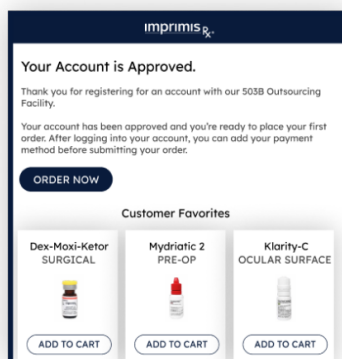 imprimis Rx.
Your Account is Approved.
Thank you for registering for an account with our 503B Outsourcing
Facility.
Your account has been approved and you're ready to place your first
order. After logging into your account, you can add your payment
method before submitting your order.
ORDER NOW
Customer Favorites
Dex-Moxi-Ketor
SURGICAL
ADD TO CART
Mydriatic 2
PRE-OP
ADD TO CART
Klarity-C
OCULAR SURFACE
ADD TO CART